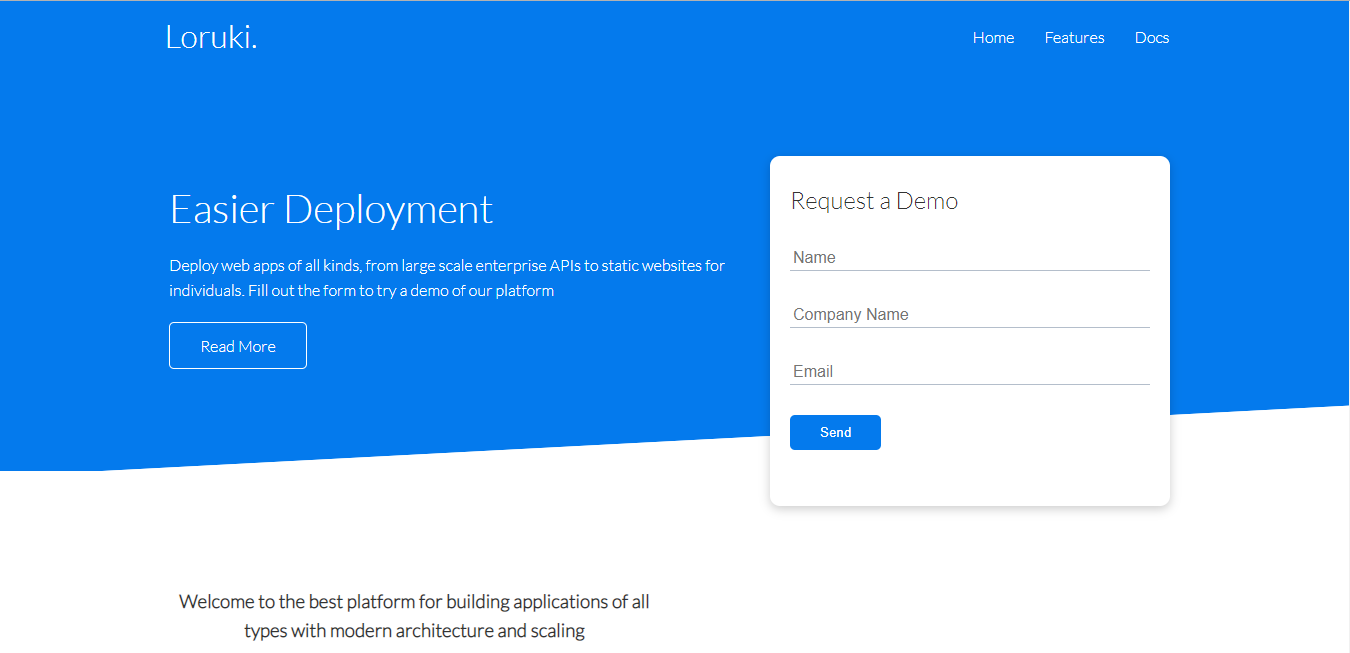 Loruki.
Home Features Docs
Easier Deployment
Deploy web apps of all kinds, from large scale enterprise APIs to static websites for
individuals. Fill out the form to try a demo of our platform
Read More
Request a Demo
Name
Company Name
Email
Send
Welcome to the best platform for building applications of all
types with modern architecture and scaling